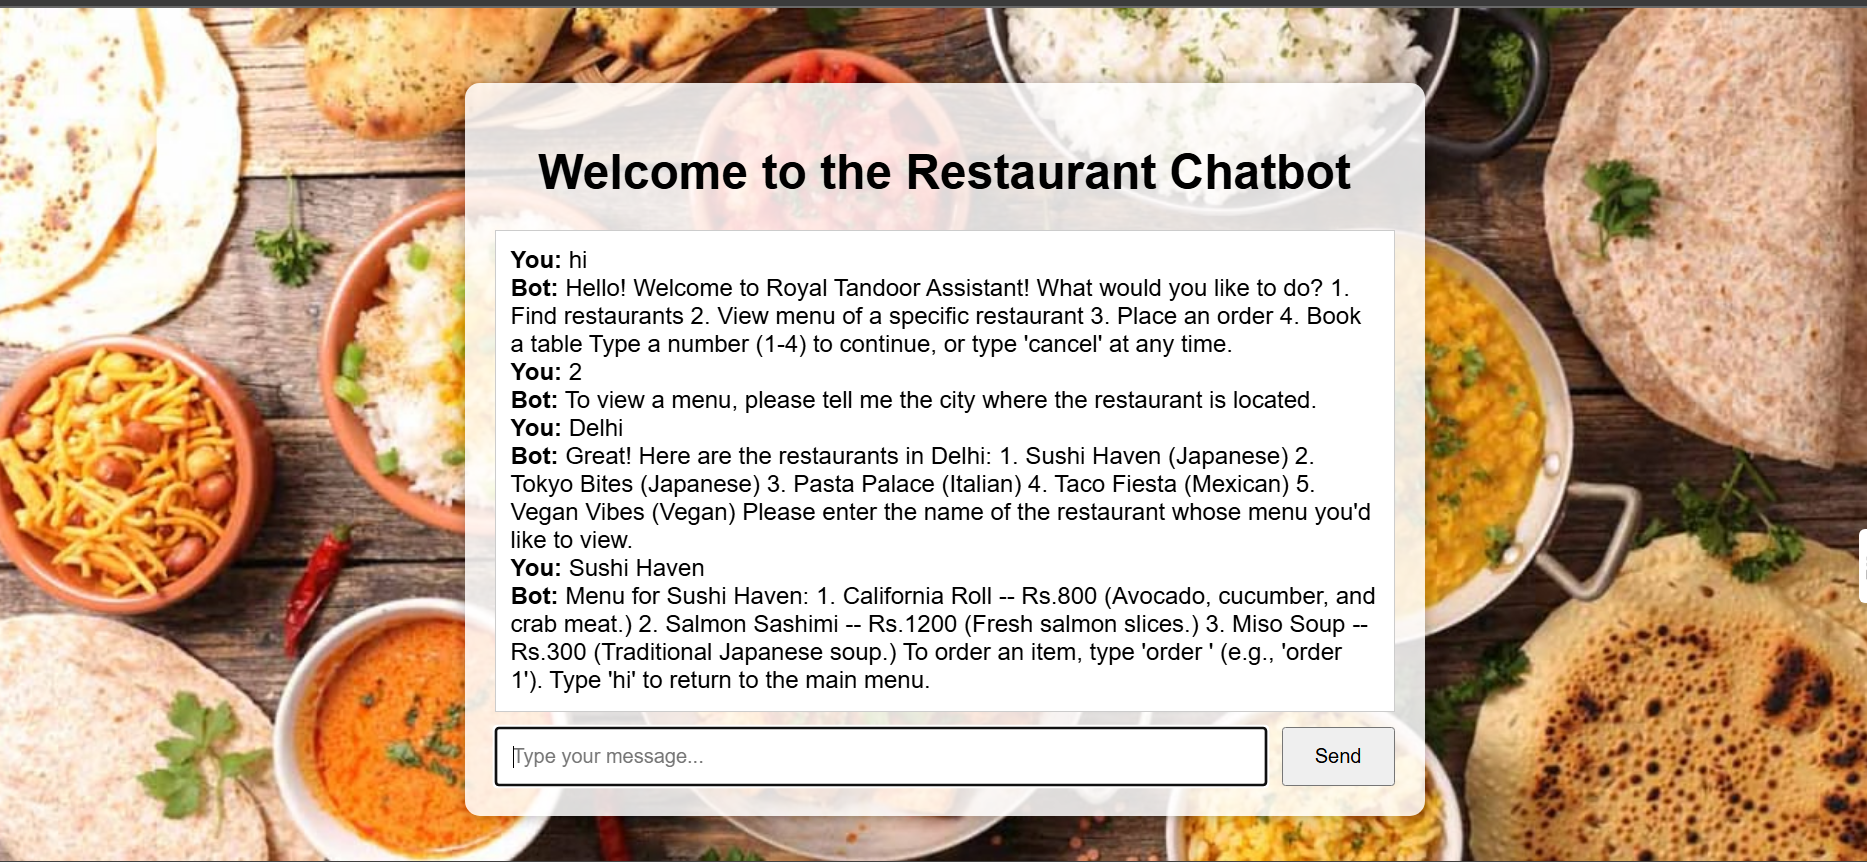 Welcome to the Restaurant Chatbot
You: hi
Bot: Hello! Welcome to Royal Tandoor Assistant! What would you like to do? 1.
Find restaurants 2. View menu of a specific restaurant 3. Place an order 4. Book
a table Type a number (1-4) to continue, or type 'cancel' at any time.
You: 2
Bot: To view a menu, please tell me the city where the restaurant is located.
You: Delhi
Bot: Great! Here are the restaurants in Delhi: 1. Sushi Haven (Japanese) 2.
Tokyo Bites (Japanese) 3. Pasta Palace (Italian) 4. Taco Fiesta (Mexican) 5.
Vegan Vibes (Vegan) Please enter the name of the restaurant whose menu you'd
like to view.
You: Sushi Haven
Bot: Menu for Sushi Haven: 1. California Roll -- Rs.800 (Avocado, cucumber, and
crab meat.) 2. Salmon Sashimi -- Rs.1200 (Fresh salmon slices.) 3. Miso Soup --
Rs.300 (Traditional Japanese soup.) To order an item, type 'order ' (e.g., 'order
1'). Type 'hi' to return to the main menu.
Type your message...
Send